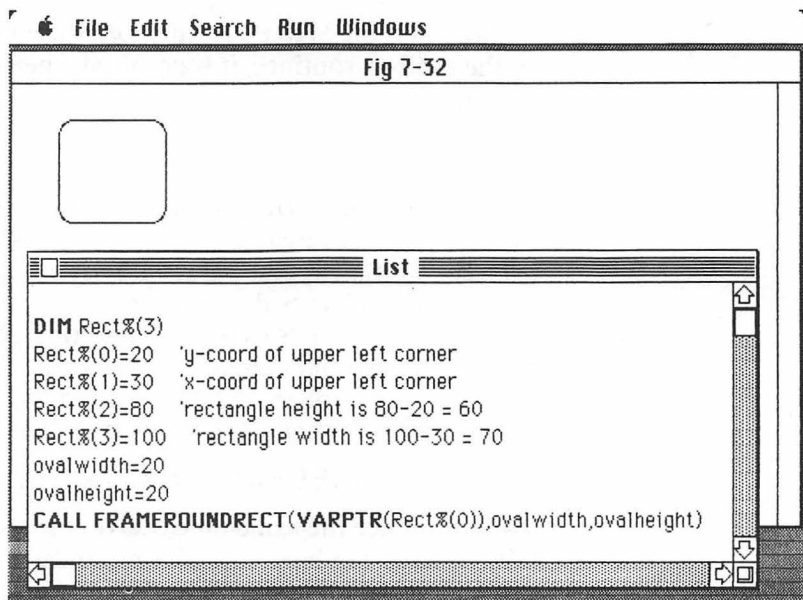 File Edit Search Run Windows
Fig 7-32
List
DIM Rect%(3)
Rect%(0)=20 'y-coord of upper left corner
Rect%(1)=30 'x-coord of upper left corner
Rect%(2)=80 'rectangle height is 80-20 = 60
Rect%(3)=100 'rectangle width is 100-30 = 70
ovalwidth=20
ovalheight=20
CALL FRAMEROUNDRECT(VARPTR(Rect%(0)),ovalwidth,ovalheight)